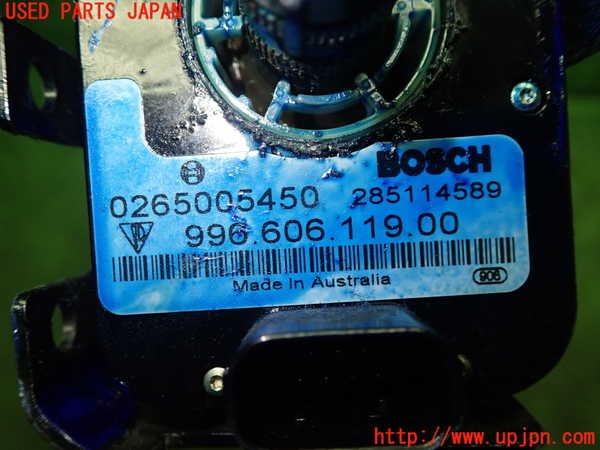 USED PARTS JAPAN
BOSCH
0265005450 285114589
996.606.119.00
Made In Australia
906
http://www.upjpn.com